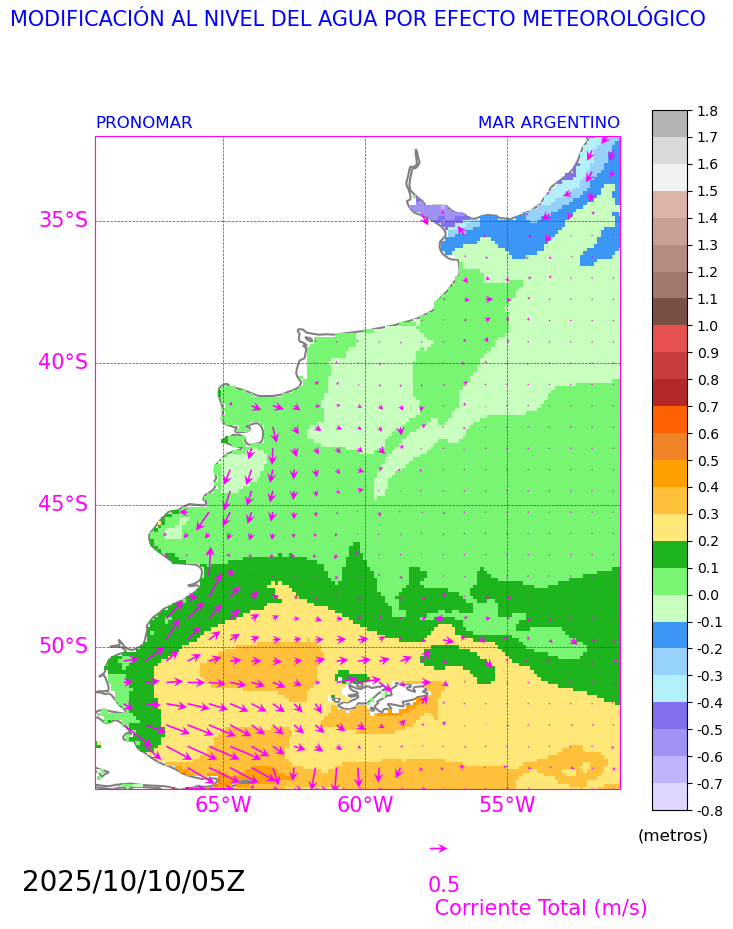 MODIFICACIÓN AL NIVEL DEL AGUA POR EFECTO METEOROLÓGICO
PRONOMAR
MAR ARGENTINO
35°S
40°S
45°S
50°S
65°W
60°W
55°W
1.8
1.7
1.6
1.5
1.4
1.3
1.2
1.1
1.0
0.9
0.8
0.7
0.6
0.5
0.4
0.3
0.2
0.1
0.0
-0.1
-0.2
-0.3
-0.4
-0.5
-0.6
-0.7
-0.8
(metros)
2025/10/10/05Z
0.5
Corriente Total (m/s)